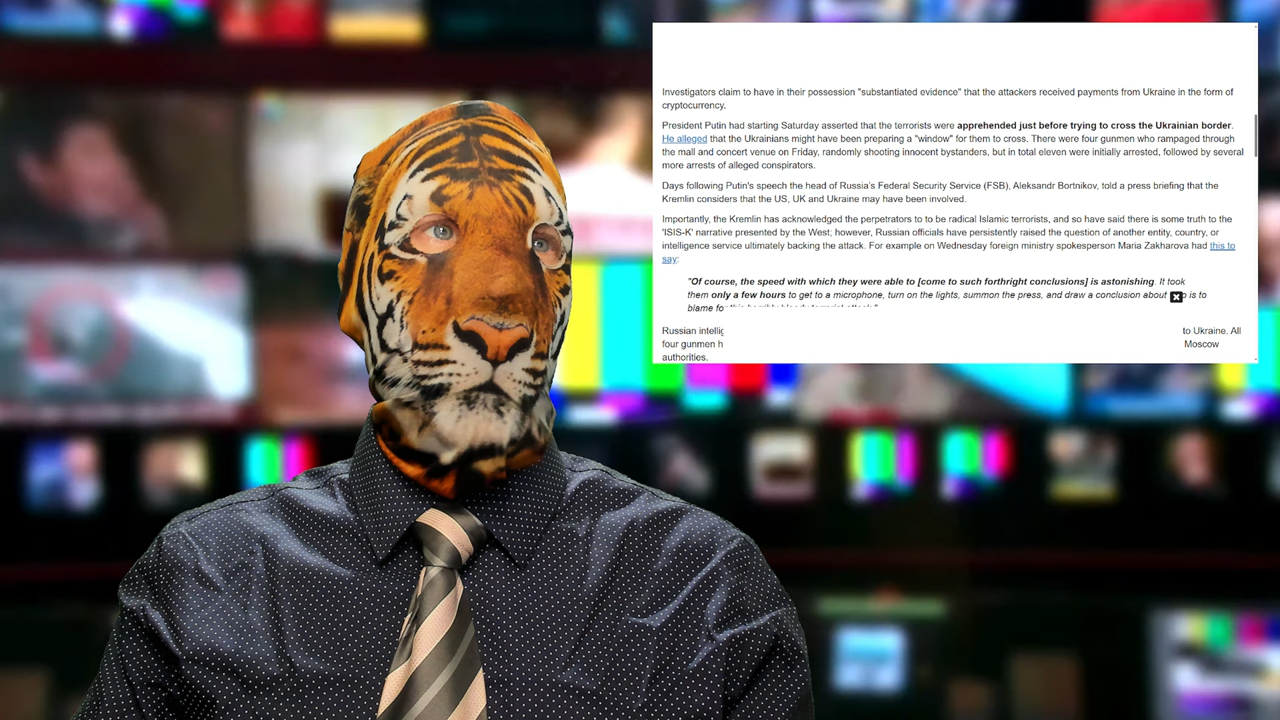 Investigators claim to have in their possession "substantiated evidence" that the attackers received payments from Ukraine in the form of
cryptocurrency.
President Putin had starting Saturday asserted that the terrorists were apprehended just before trying to cross the Ukrainian border.
He alleged that the Ukrainians might have been preparing a "window" for them to cross. There were four gunmen who rampaged through
the mall and concert venue on Friday, randomly shooting innocent bystanders, but in total eleven were initially arrested, followed by several
more arrests of alleged conspirators.
Days following Putin's speech the head of Russia's Federal Security Service (FSB), Aleksandr Bortnikov, told a press briefing that the
Kremlin considers that the US, UK and Ukraine may have been involved.
Importantly, the Kremlin has acknowledged the perpetrators to to be radical Islamic terrorists, and so have said there is some truth to the
'ISIS-K' narrative presented by the West; however, Russian officials have persistently raised the question of another entity, country, or
intelligence service ultimately backing the attack. For example on Wednesday foreign ministry spokesperson Maria Zakharova had this to
say:
"Of course, the speed with which they were able to [come to such forthright conclusions] is astonishing. It took
them only a few hours to get to a microphone, turn on the lights, summon the press, and draw a conclusion about is to
blame
Russian to Ukraine. All
four gunmen Moscow
authorities.